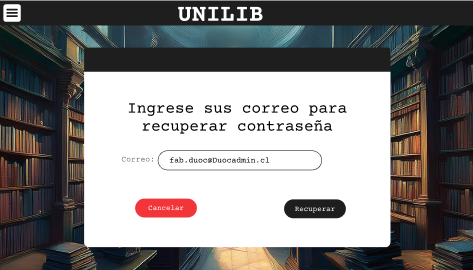 UNILIB
Ingrese sus correo para
recuperar contraseña
Correo: fab.duoc@Duocadmin.cl
Cancelar Recuperar